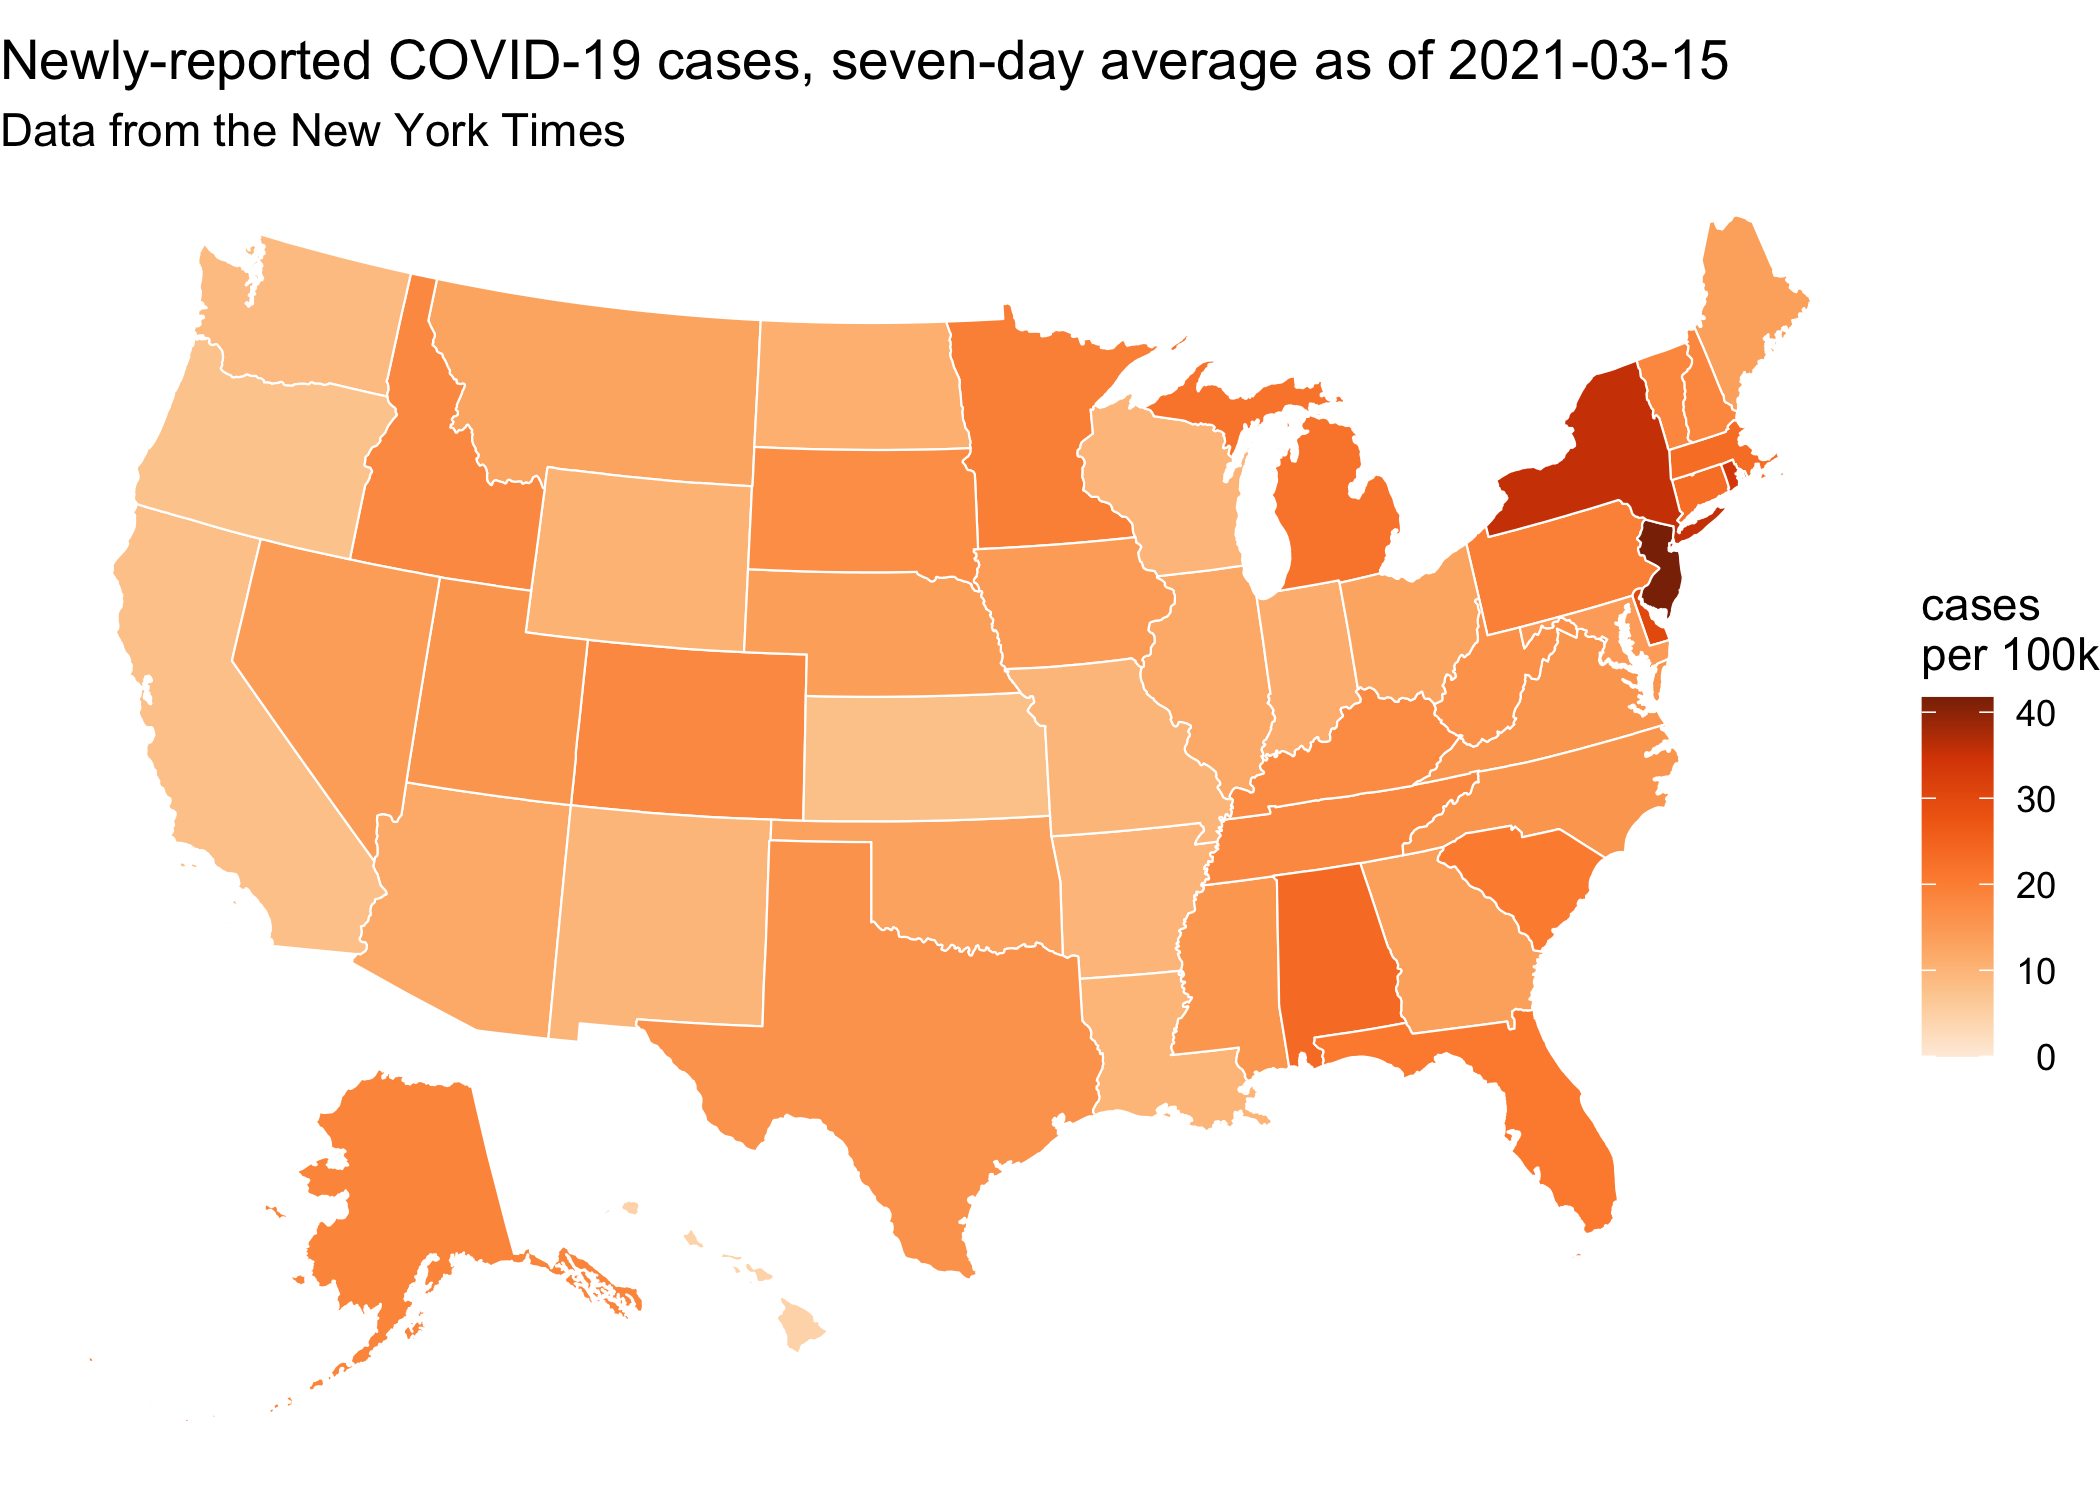 Newly-reported COVID-19 cases, seven-day average as of 2021-03-15
Data from the New York Times
cases
per 100k
40
30
20
10
0